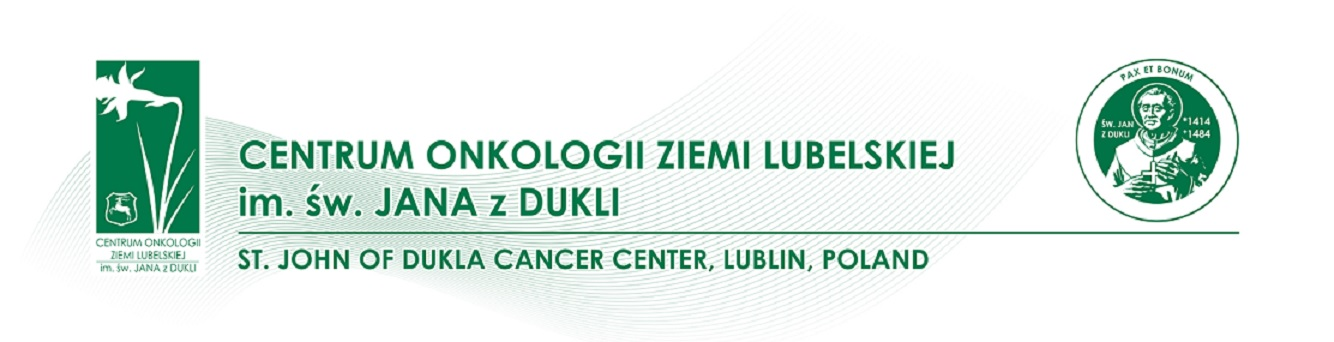 CENTRUM ONKOLOGII
ZIEMI LUBELSKIEJ
im. św. JANA z DUKLI
CENTRUM ONKOLOGII ZIEMI LUBELSKIEJ
im. św. JANA z DUKLI
ST. JOHN OF DUKLA CANCER CENTER, LUBLIN, POLAND
PAX ET BONUM
ŚW. JAN *1414
Z DUKLI +1484